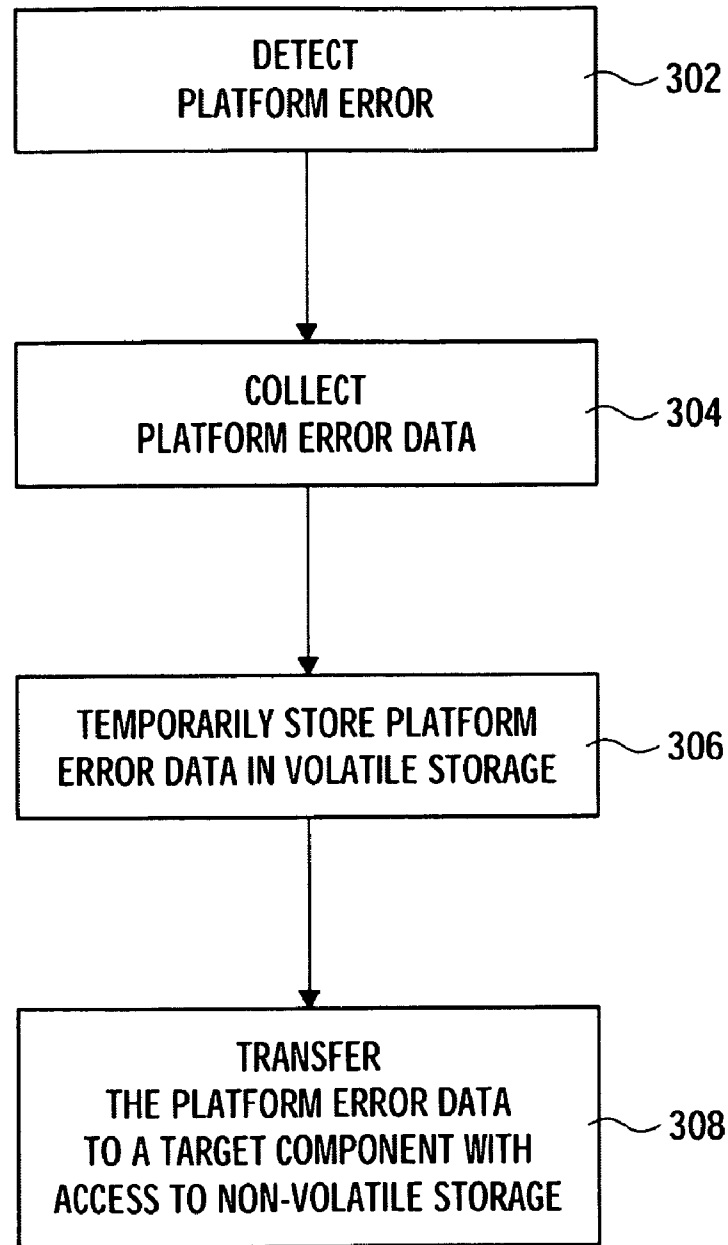 DETECT
PLATFORM ERROR
302
COLLECT
PLATFORM ERROR DATA
304
TEMPORARILY STORE PLATFORM
ERROR DATA IN VOLATILE STORAGE
306
TRANSFER
THE PLATFORM ERROR DATA
TO A TARGET COMPONENT WITH
ACCESS TO NON-VOLATILE STORAGE
308